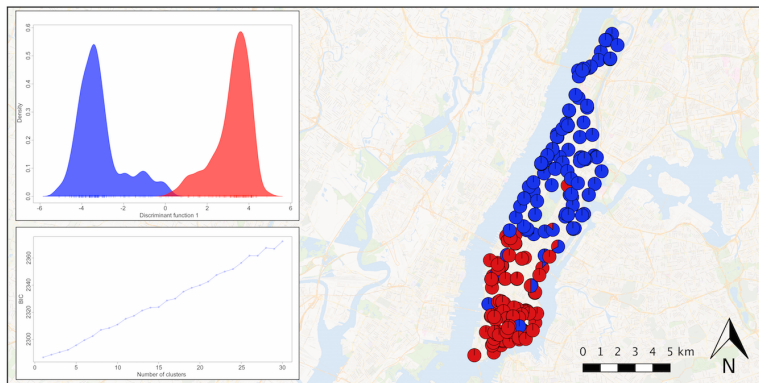 Density
0.0 0.1 0.2 0.3 0.4 0.5 0.6
-6 -4 -2 0 2 4 6
Discriminant function 1
BIC
2300 2320 2340 2360
0 5 10 15 20 25 30
Number of clusters
0 1 2 3 4 5 km
N